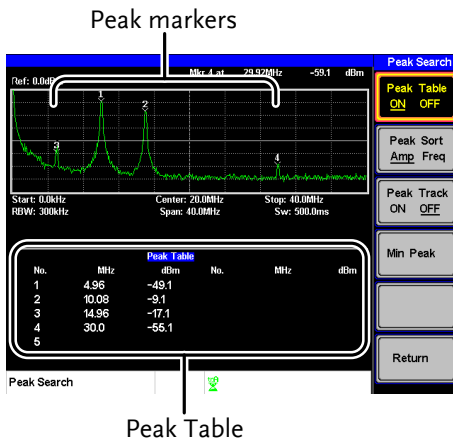 Peak markers
Peak Search
Ref: 0.0dB Mkr 4 at 29.92MHz -59.1 dBm
Peak Table
ON OFF
1
2
3
4
Peak Sort
Amp Freq
Start: 0.0kHz Center: 20.0MHz Stop: 40.0MHz
RBW: 300kHz Span: 40.0MHz Sw: 500.0ms
Peak Track
ON OFF
Min Peak
Peak Table
No. MHz dBm No. MHz dBm
1 4.96 -49.1
2 10.08 -9.1
3 14.96 -17.1
4 30.0 -55.1
5
Return
Peak Search
Peak Table